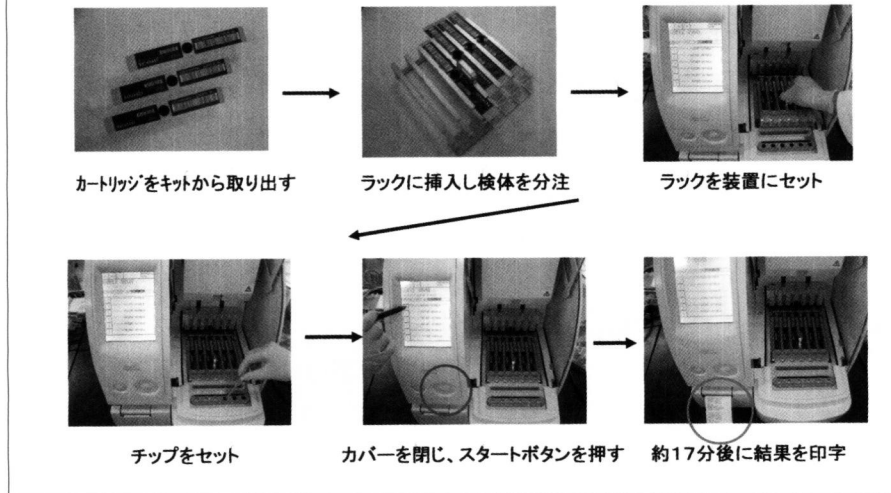 カートリッジをキットから取り出す
ラックに挿入し検体を分注
ラックを装置にセット
チップをセット
カバーを閉じ、スタートボタンを押す
約17分後に結果を印字